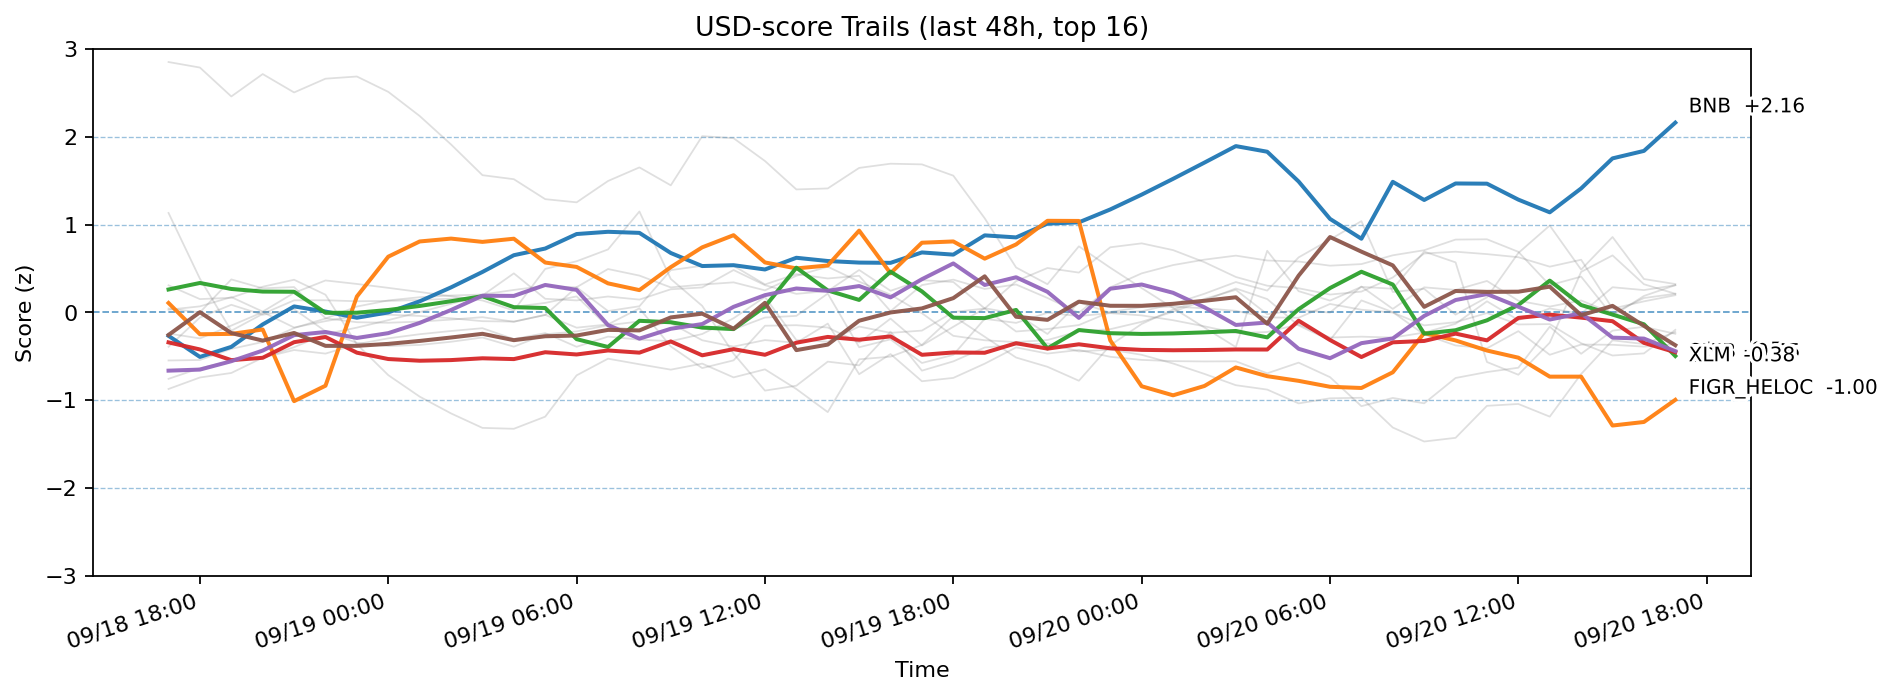 USD-score Trails (last 48h, top 16)
Score (z)
3
2
1
0
−1
−2
−3
BNB +2.16
XLM -0.38
FIGR_HELOC -1.00
09/18 18:00
09/19 00:00
09/19 06:00
09/19 12:00
09/19 18:00
09/20 00:00
09/20 06:00
09/20 12:00
09/20 18:00
Time